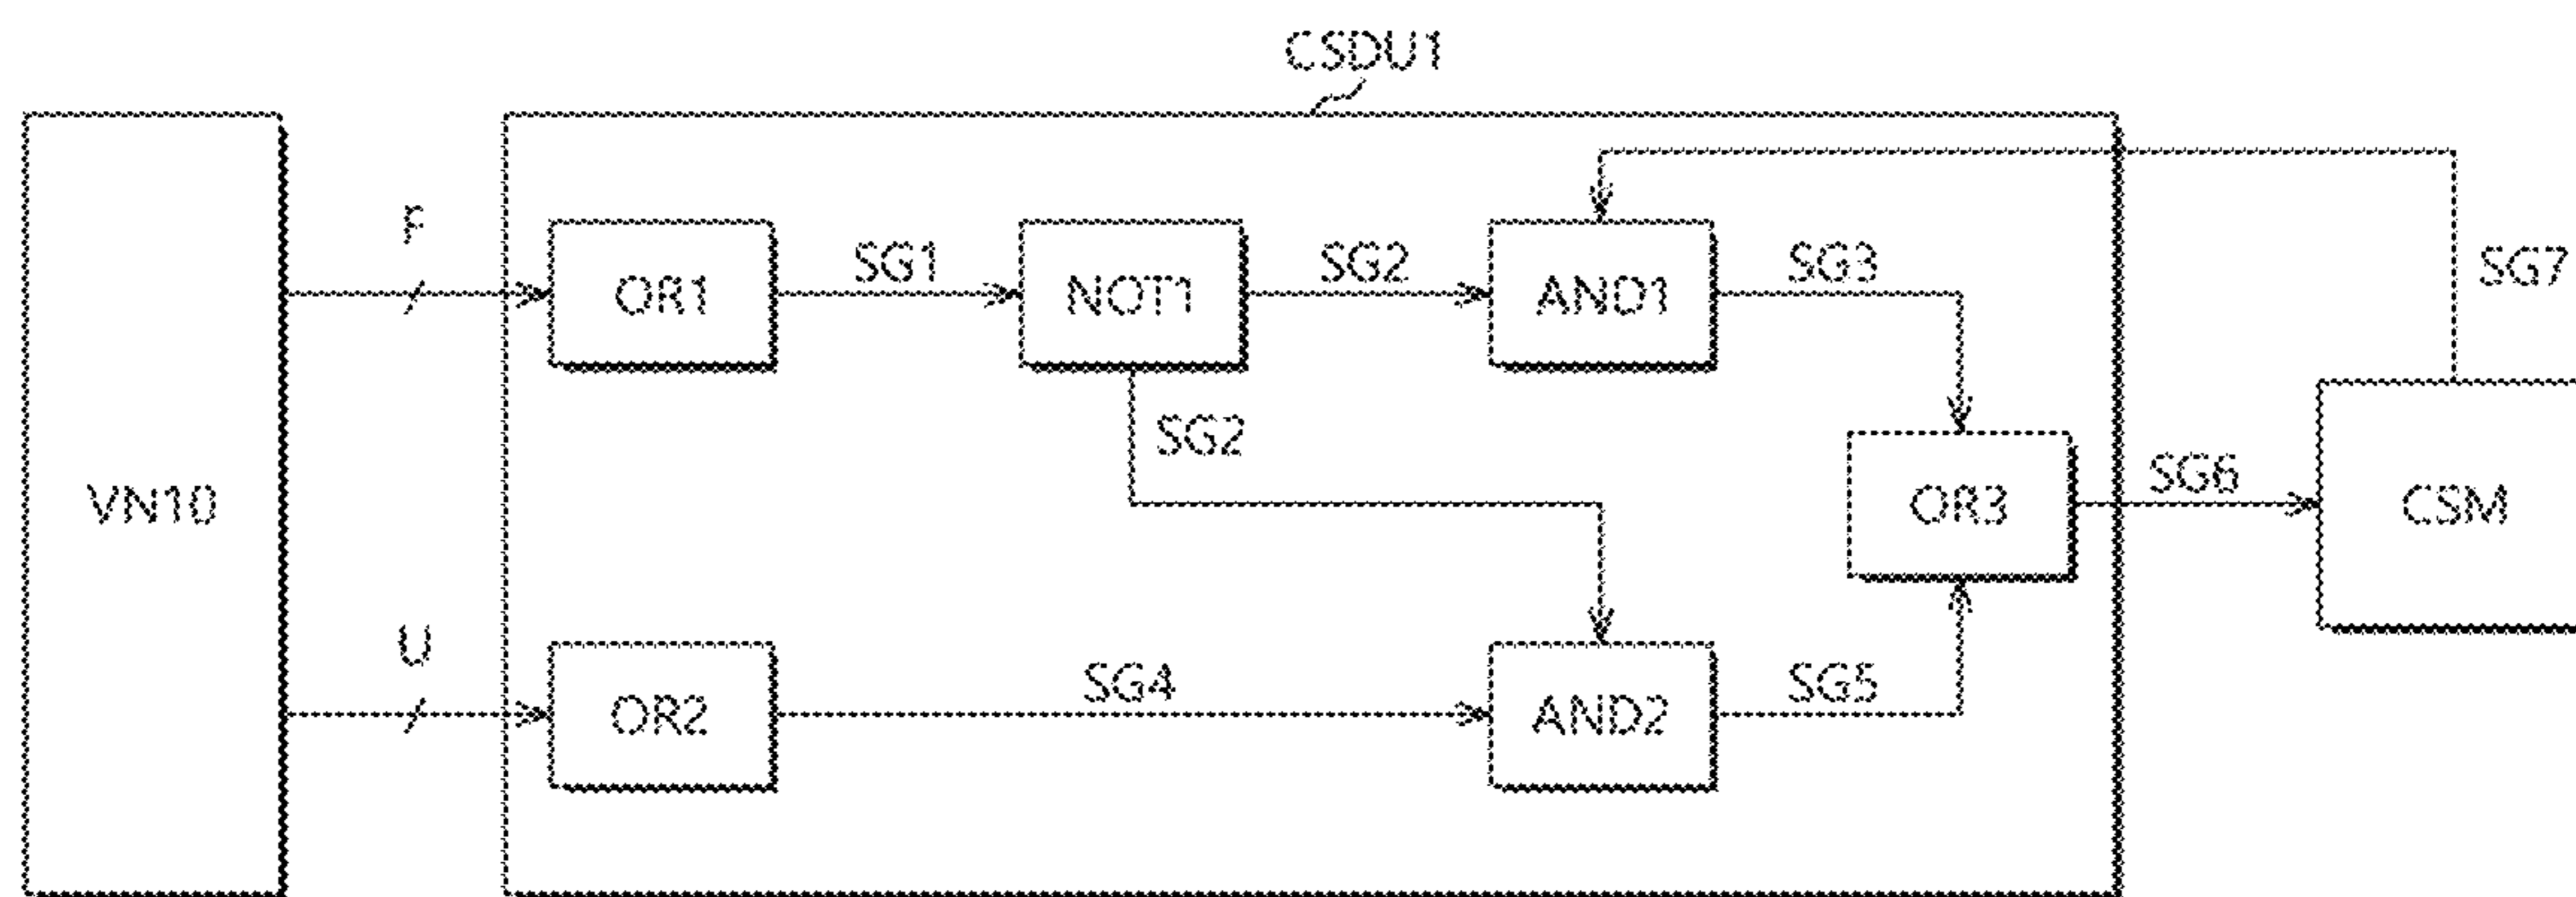 CSDU1
F
SG1
SG2
SG3
SG7
OR1
NOT1
AND1
SG2
SG6
VN10
OR3
CSM
U
SG4
SG5
OR2
AND2